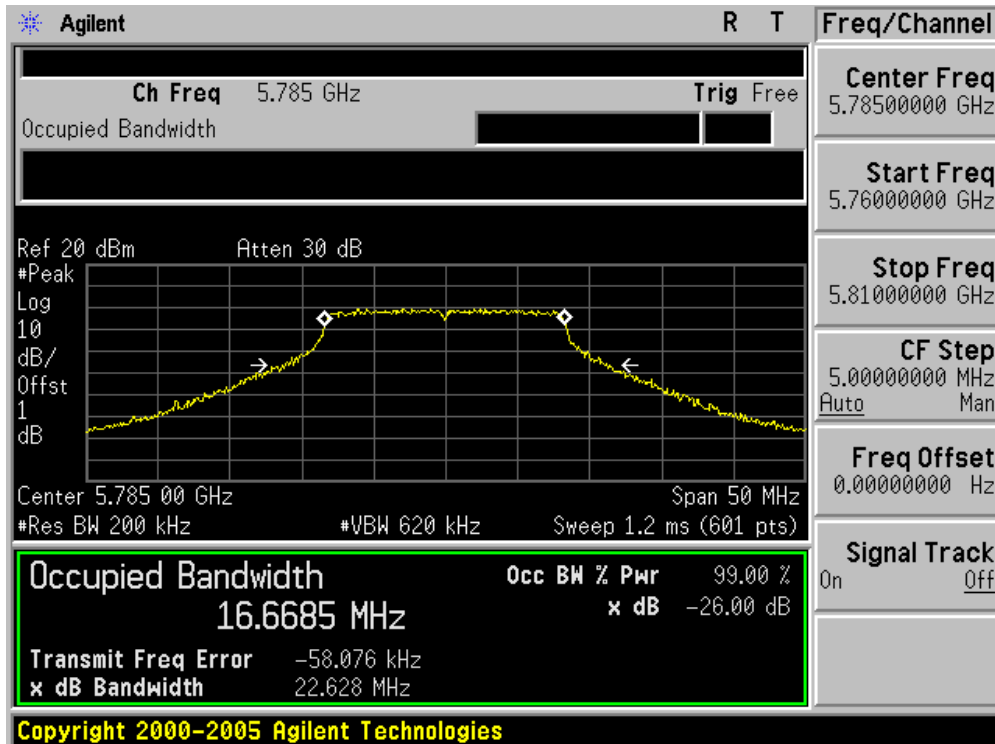 Agilent R T
Ch Freq 5.785 GHz Trig Free
Occupied Bandwidth
Ref 20 dBm Atten 30 dB
#Peak
Log
10
dB/
Offst
1
dB
Center 5.785 00 GHz Span 50 MHz
#Res BW 200 kHz #VBW 620 kHz Sweep 1.2 ms (601 pts)
Occupied Bandwidth Occ BW % Pwr 99.00 %
16.6685 MHz x dB -26.00 dB
Transmit Freq Error -58.076 kHz
x dB Bandwidth 22.628 MHz
Copyright 2000-2005 Agilent Technologies
Freq/Channel
Center Freq
5.78500000 GHz
Start Freq
5.76000000 GHz
Stop Freq
5.81000000 GHz
CF Step
5.00000000 MHz
Auto Man
Freq Offset
0.00000000 Hz
Signal Track
On Off